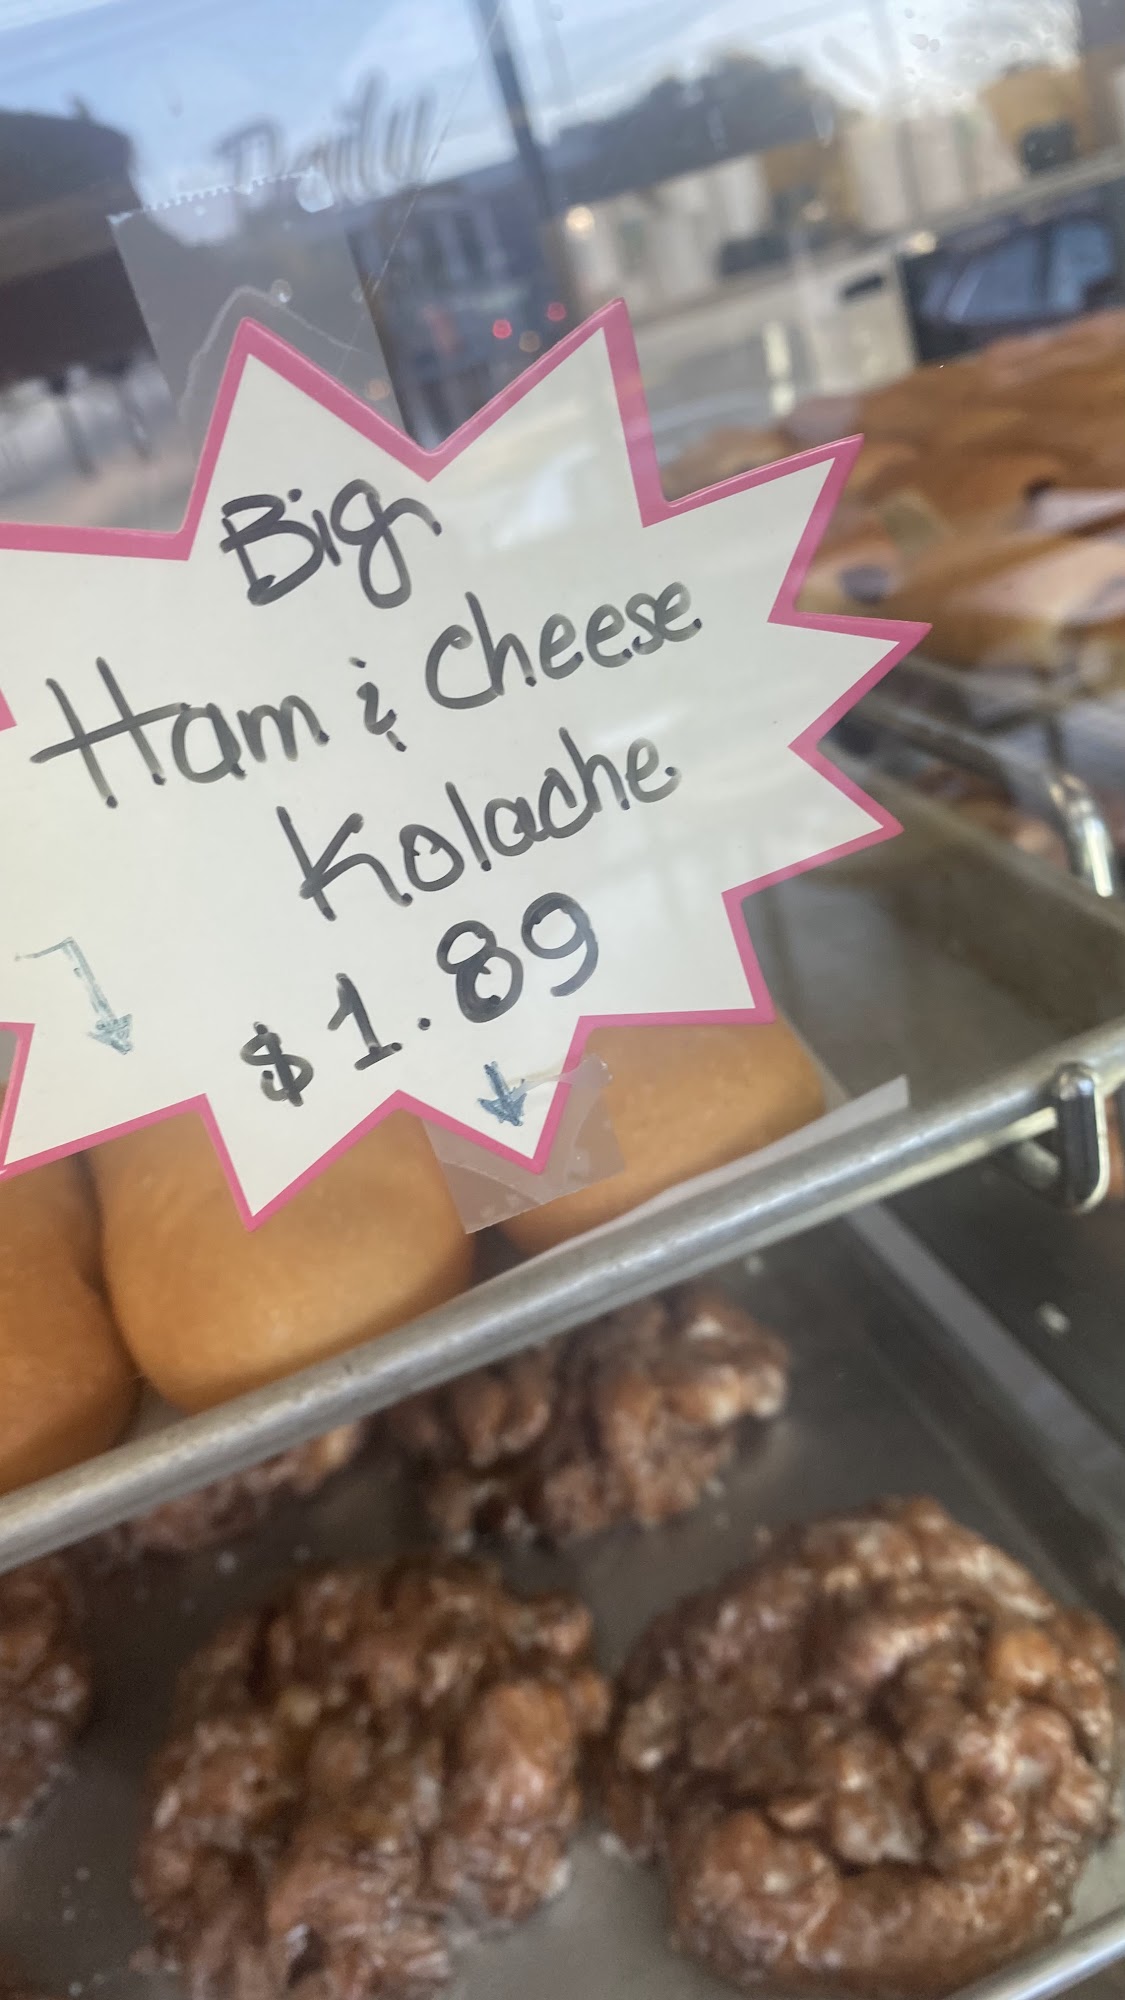 Big
Ham & Cheese
Kolache
$1.89